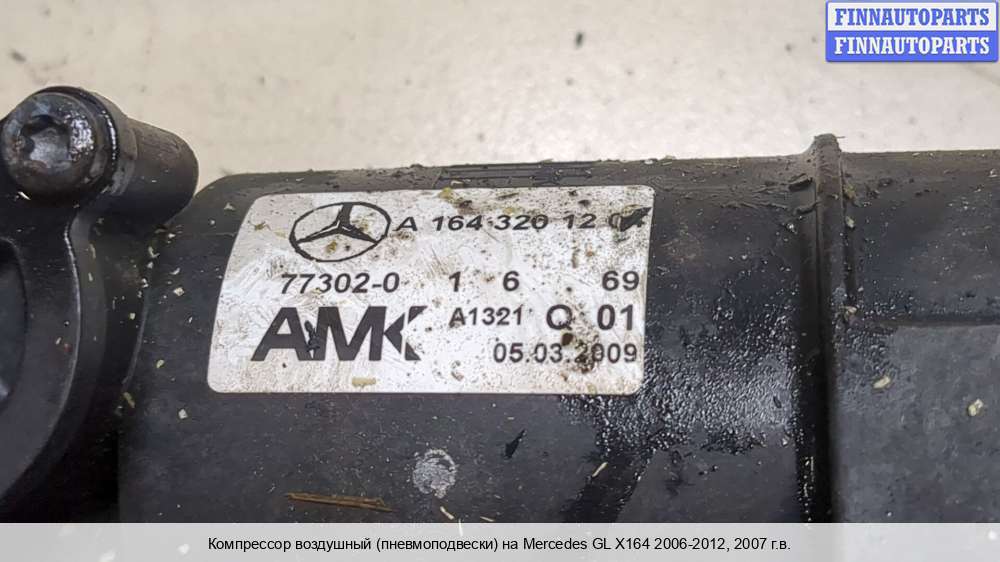 FINNAUTOPARTS
FINNAUTOPARTS
A 164 320 12
77302-0 1 6 69
AMK A1321 Q 01
05.03.2009
Компрессор воздушный (пневмоподвески) на Mercedes GL X164 2006-2012, 2007 г.в.